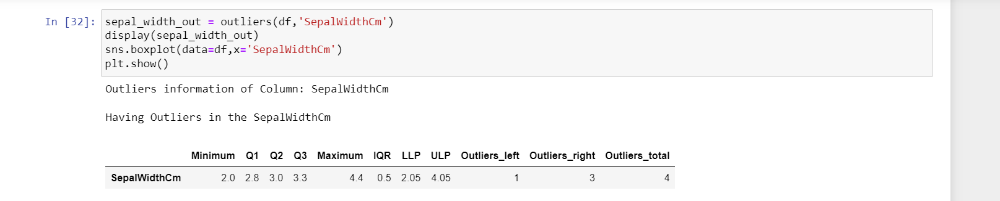 In [32]: sepal_width_out = outliers(df,'SepalWidthCm')
display(sepal_width_out)
sns.boxplot(data=df,x='SepalWidthCm')
plt.show()
Outliers information of Column: SepalWidthCm
Having Outliers in the SepalWidthCm
Minimum Q1 Q2 Q3 Maximum IQR LLP ULP Outliers_left Outliers_right Outliers_total
SepalWidthCm 2.0 2.8 3.0 3.3 4.4 0.5 2.05 4.05 1 3 4